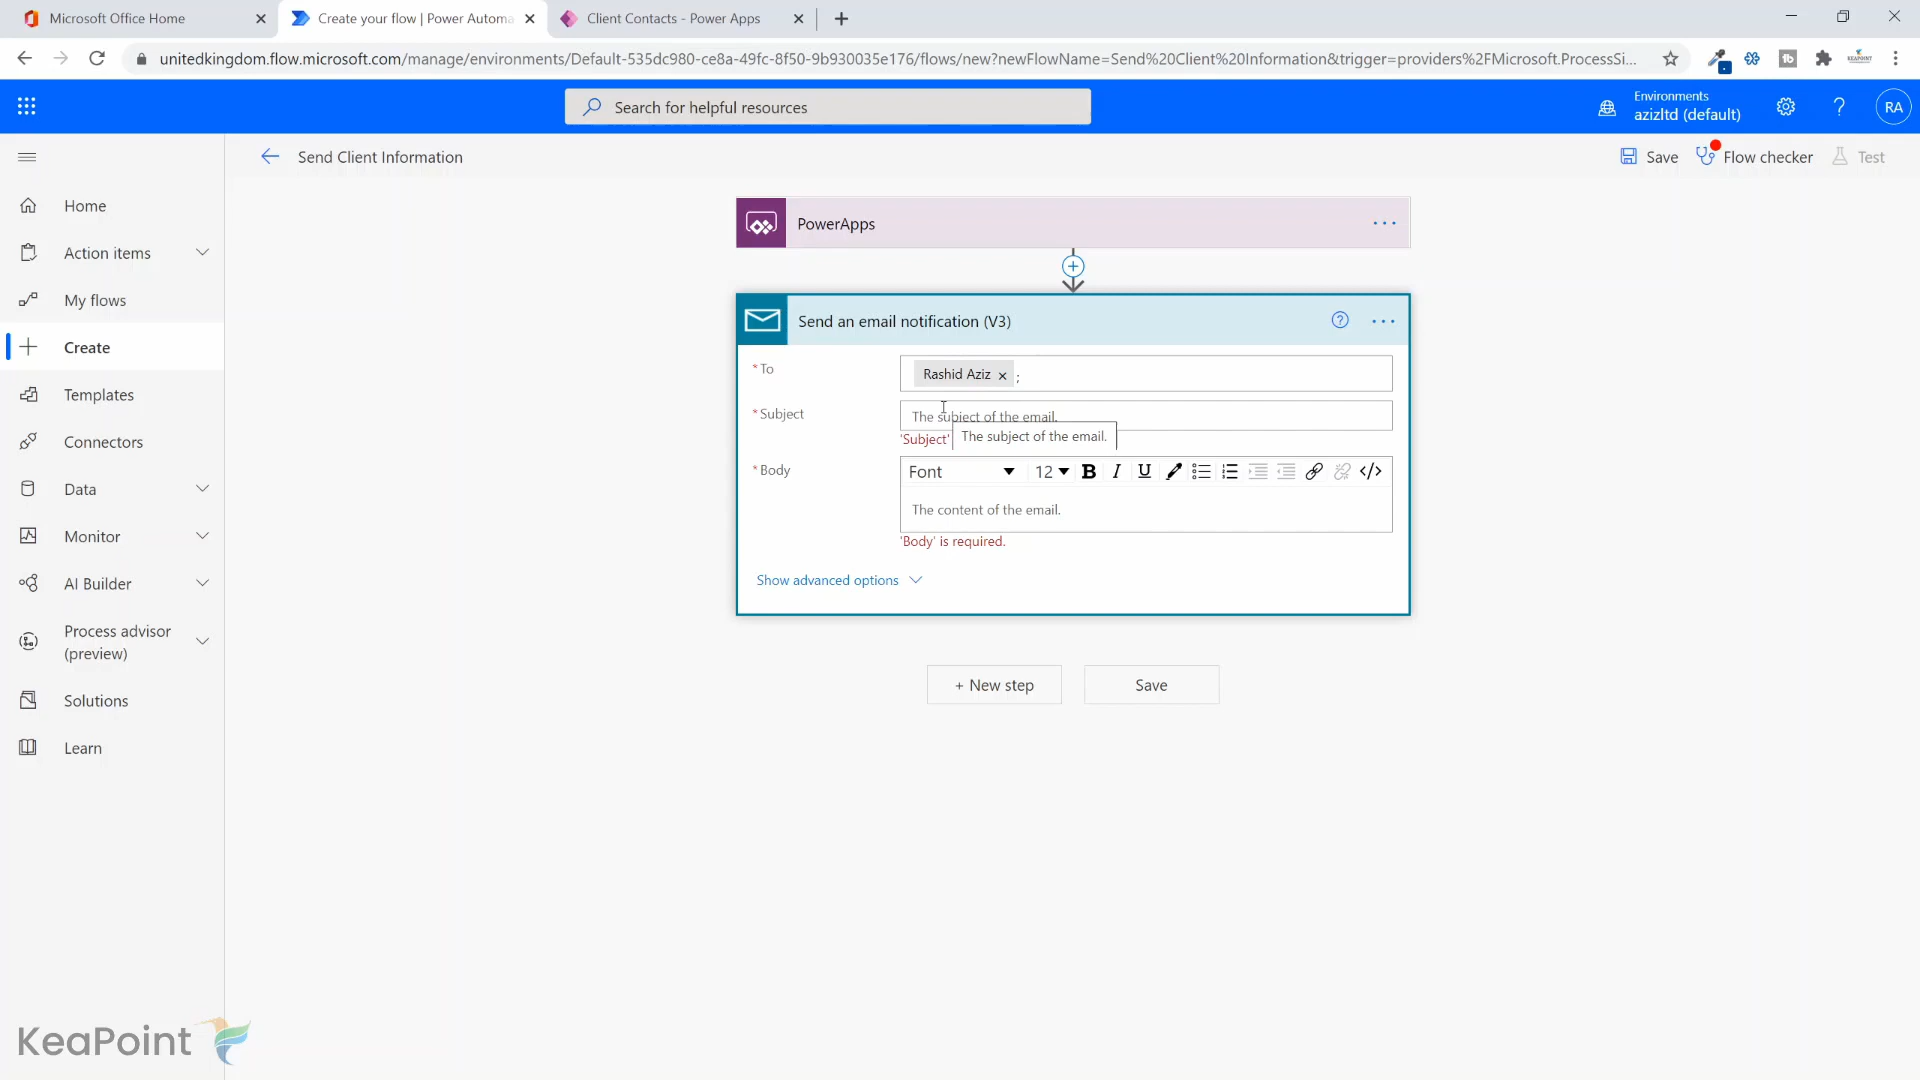 Microsoft Office Home
Create your flow | Power Automa
Client Contacts - Power Apps
unitedkingdom.flow.microsoft.com/manage/environments/Default-535dc980-ce8a-49fc-8f50-9b930035e176/flows/new?newFlowName=Send%20Client%20Information&trigger=providers%2FMicrosoft.ProcessSi...
Search for helpful resources
Environments
azizltd (default)
?
RA
Send Client Information
Save
Flow checker
Test
Home
Action items
My flows
Create
Templates
Connectors
Data
Monitor
AI Builder
Process advisor
(preview)
Solutions
Learn
PowerApps
Send an email notification (V3)
?
* To
Rashid Aziz × ;
* Subject
The subject of the email.
'Subject'
The subject of the email.
* Body
Font
12
B I U
</>
The content of the email.
'Body' is required.
Show advanced options
+ New step
Save
KeaPoint